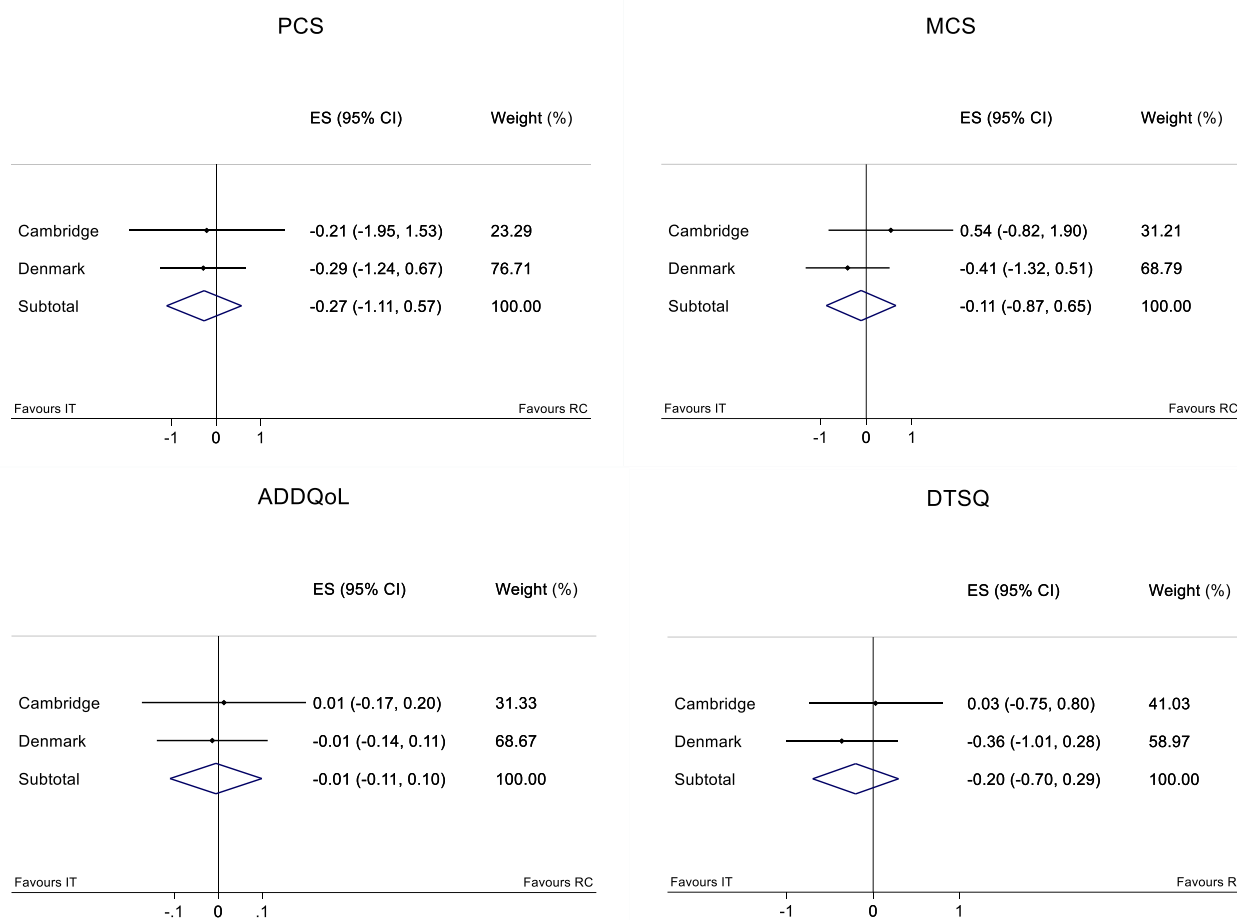 PCS
ES (95% CI) Weight (%)
Cambridge -0.21 (-1.95, 1.53) 23.29
Denmark -0.29 (-1.24, 0.67) 76.71
Subtotal -0.27 (-1.11, 0.57) 100.00
Favours IT Favours RC
-1 0 1
MCS
ES (95% CI) Weight (%)
Cambridge 0.54 (-0.82, 1.90) 31.21
Denmark -0.41 (-1.32, 0.51) 68.79
Subtotal -0.11 (-0.87, 0.65) 100.00
Favours IT Favours RC
-1 0 1
ADDQoL
ES (95% CI) Weight (%)
Cambridge 0.01 (-0.17, 0.20) 31.33
Denmark -0.01 (-0.14, 0.11) 68.67
Subtotal -0.01 (-0.11, 0.10) 100.00
Favours IT Favours RC
-.1 0 .1
DTSQ
ES (95% CI) Weight (%)
Cambridge 0.03 (-0.75, 0.80) 41.03
Denmark -0.36 (-1.01, 0.28) 58.97
Subtotal -0.20 (-0.70, 0.29) 100.00
Favours IT Favours R
-1 0 1